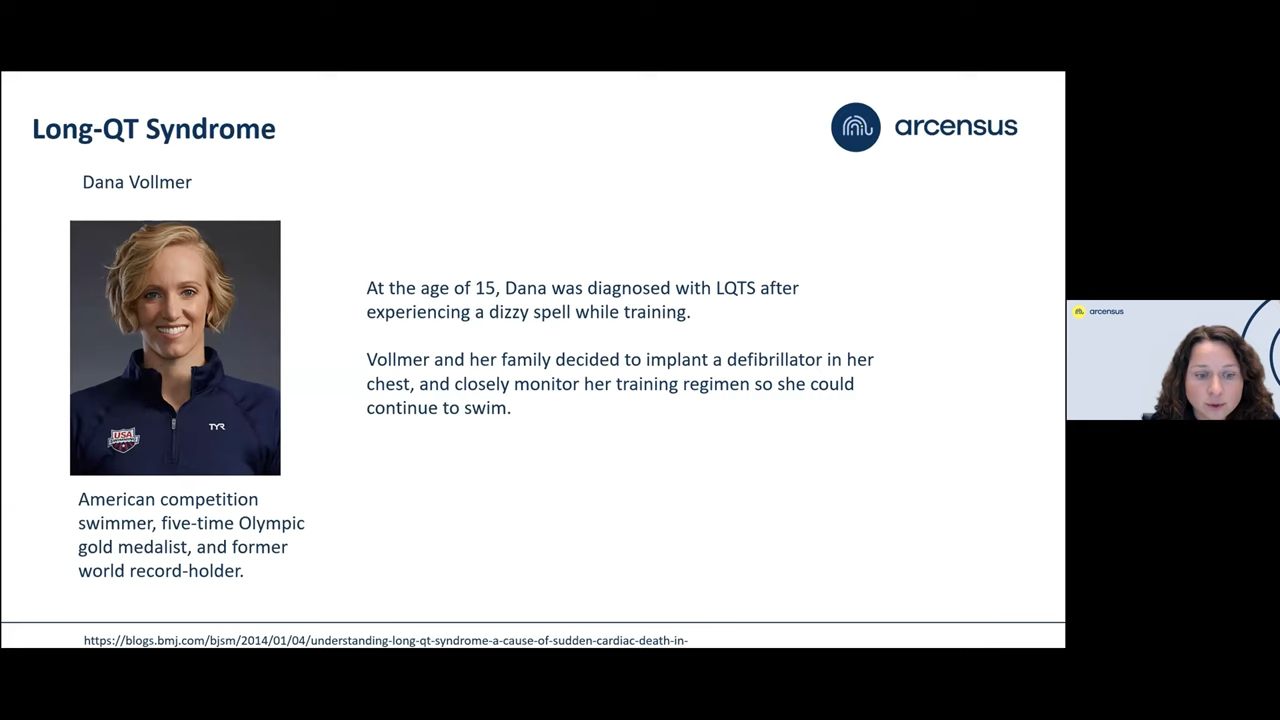 Long-QT Syndrome
arcensus
Dana Vollmer
At the age of 15, Dana was diagnosed with LQTS after
experiencing a dizzy spell while training.
Vollmer and her family decided to implant a defibrillator in her
chest, and closely monitor her training regimen so she could
continue to swim.
USA
TYR
American competition
swimmer, five-time Olympic
gold medalist, and former
world record-holder.
https://blogs.bmj.com/bjsm/2014/01/04/understanding-long-qt-syndrome-a-cause-of-sudden-cardiac-death-in-
arcensus